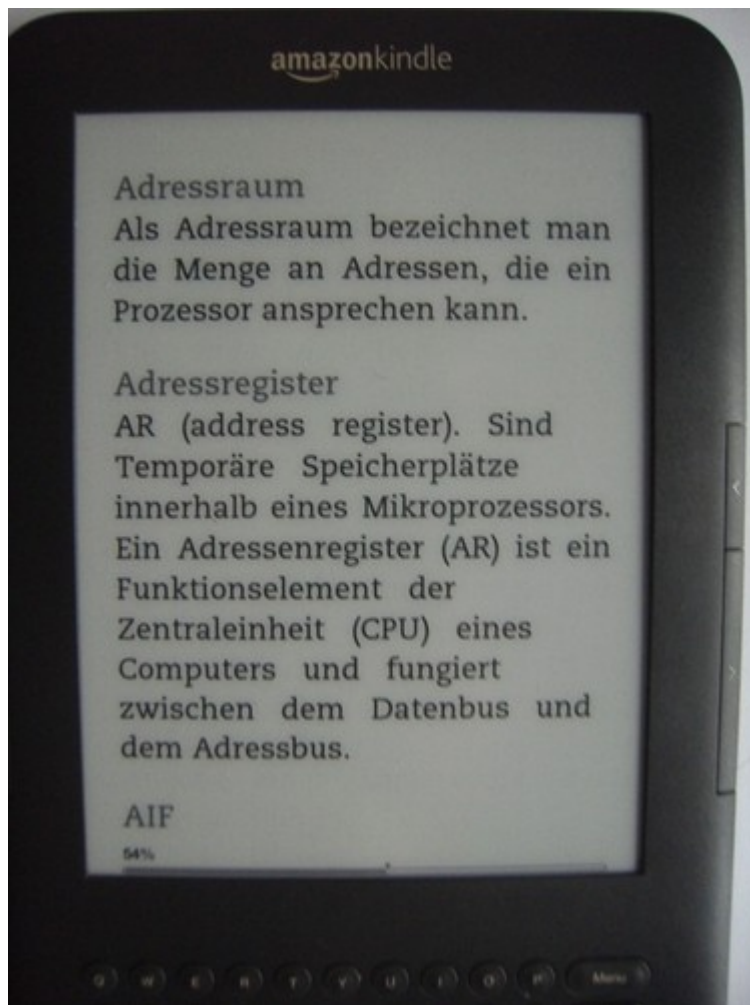 amazonkindle
Adressraum
Als Adressraum bezeichnet man
die Menge an Adressen, die ein
Prozessor ansprechen kann.
Adressregister
AR (address register). Sind
Temporäre Speicherplätze
innerhalb eines Mikroprozessors.
Ein Adressenregister (AR) ist ein
Funktionselement der
Zentraleinheit (CPU) eines
Computers und fungiert
zwischen dem Datenbus und
dem Adressbus.
AIF
54%
Q W E R T Y U I O P Menu